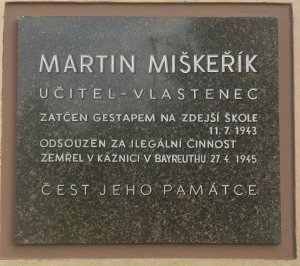 MARTIN MIŠKEŘÍK
UČITEL-VLASTENEC
ZATČEN GESTAPEM NA ZDEJŠÍ ŠKOLE
11.7.1943
ODSOUZEN ZA ILEGÁLNÍ ČINNOST
ZEMŘEL V KÁZNICI V BAYREUTHU 27.4.1945
ČEST JEHO PAMÁTCE